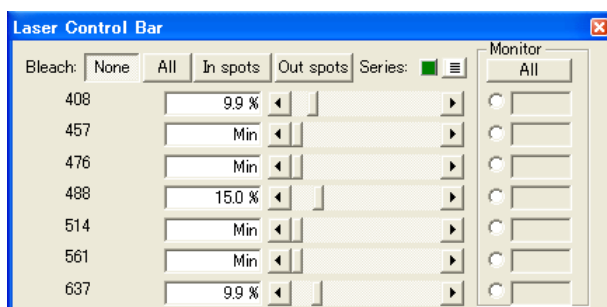 Laser Control Bar
Monitor
Bleach: None All In spots Out spots Series: All
408 9.9 %
457 Min
476 Min
488 15.0 %
514 Min
561 Min
637 9.9 %